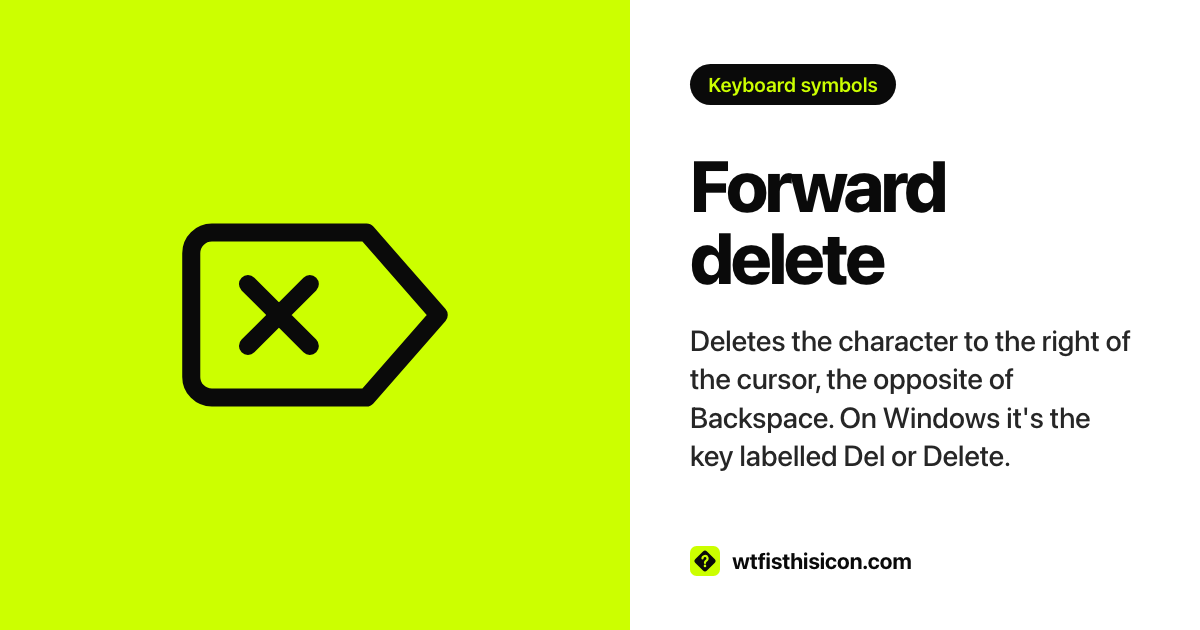 Keyboard symbols
Forward
delete
Deletes the character to the right of
the cursor, the opposite of
Backspace. On Windows it's the
key labelled Del or Delete.
?
wtfisthisicon.com